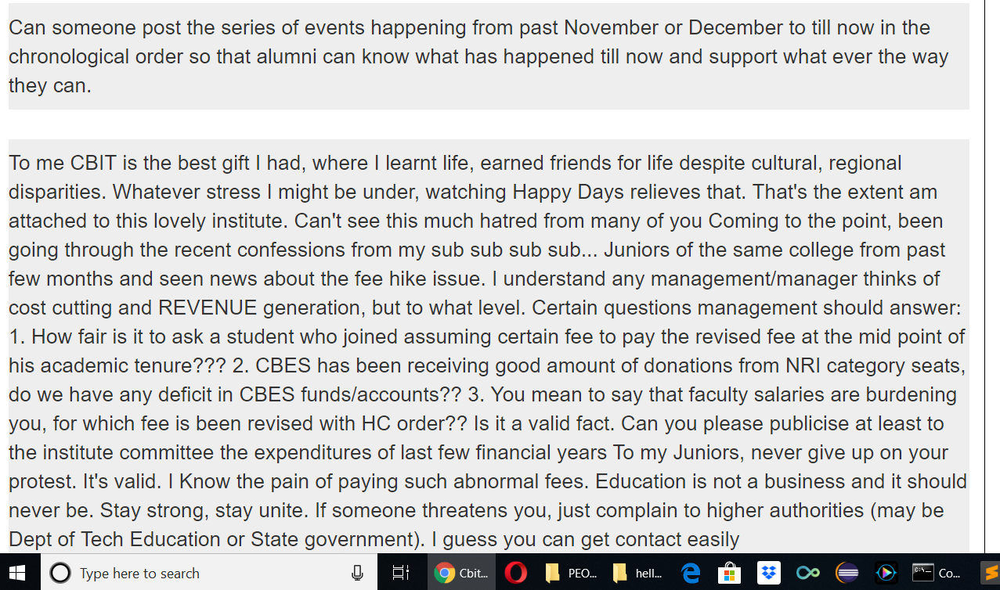 Can someone post the series of events happening from past November or December to till now in the
chronological order so that alumni can know what has happened till now and support what ever the way
they can.
To me CBIT is the best gift I had, where I learnt life, earned friends for life despite cultural, regional
disparities. Whatever stress I might be under, watching Happy Days relieves that. That's the extent am
attached to this lovely institute. Can't see this much hatred from many of you Coming to the point, been
going through the recent confessions from my sub sub sub sub... Juniors of the same college from past
few months and seen news about the fee hike issue. I understand any management/manager thinks of
cost cutting and REVENUE generation, but to what level. Certain questions management should answer:
1. How fair is it to ask a student who joined assuming certain fee to pay the revised fee at the mid point of
his academic tenure??? 2. CBES has been receiving good amount of donations from NRI category seats,
do we have any deficit in CBES funds/accounts?? 3. You mean to say that faculty salaries are burdening
you, for which fee is been revised with HC order?? Is it a valid fact. Can you please publicise at least to
the institute committee the expenditures of last few financial years To my Juniors, never give up on your
protest. It's valid. I Know the pain of paying such abnormal fees. Education is not a business and it should
never be. Stay strong, stay unite. If someone threatens you, just complain to higher authorities (may be
Dept of Tech Education or State government). I guess you can get contact easily
Type here to search Cbit... PEO... hell... Co...